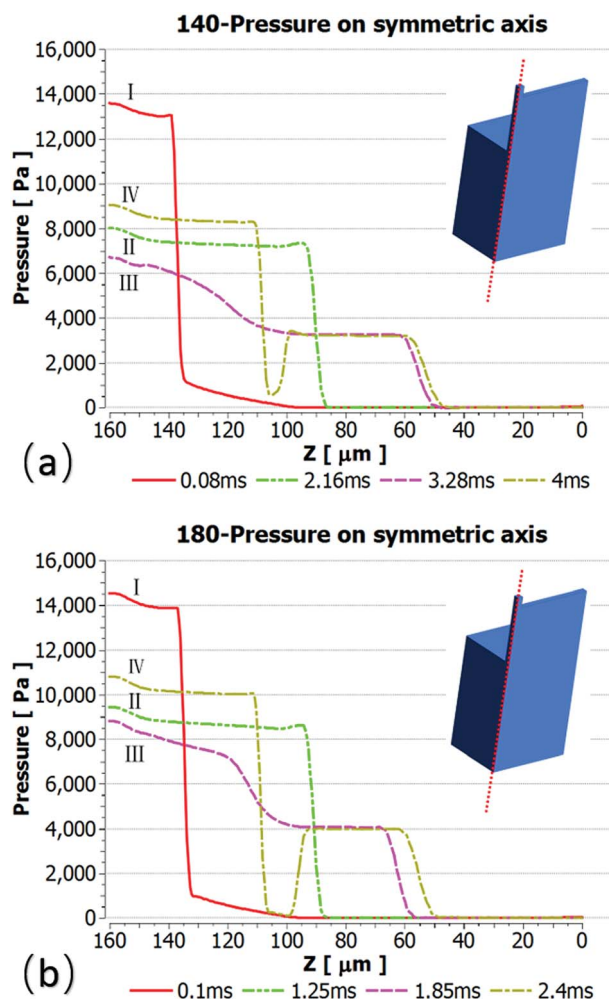 140-Pressure on symmetric axis
16,000
14,000
12,000
10,000
8,000
6,000
4,000
2,000
0
Pressure [ Pa ]
I
IV
II
III
160 140 120 100 80 60 40 20 0
Z [ μm ]
(a)
0.08ms 2.16ms 3.28ms 4ms
180-Pressure on symmetric axis
16,000
14,000
12,000
10,000
8,000
6,000
4,000
2,000
0
Pressure [ Pa ]
I
IV
II
III
160 140 120 100 80 60 40 20 0
Z [ μm ]
(b)
0.1ms 1.25ms 1.85ms 2.4ms